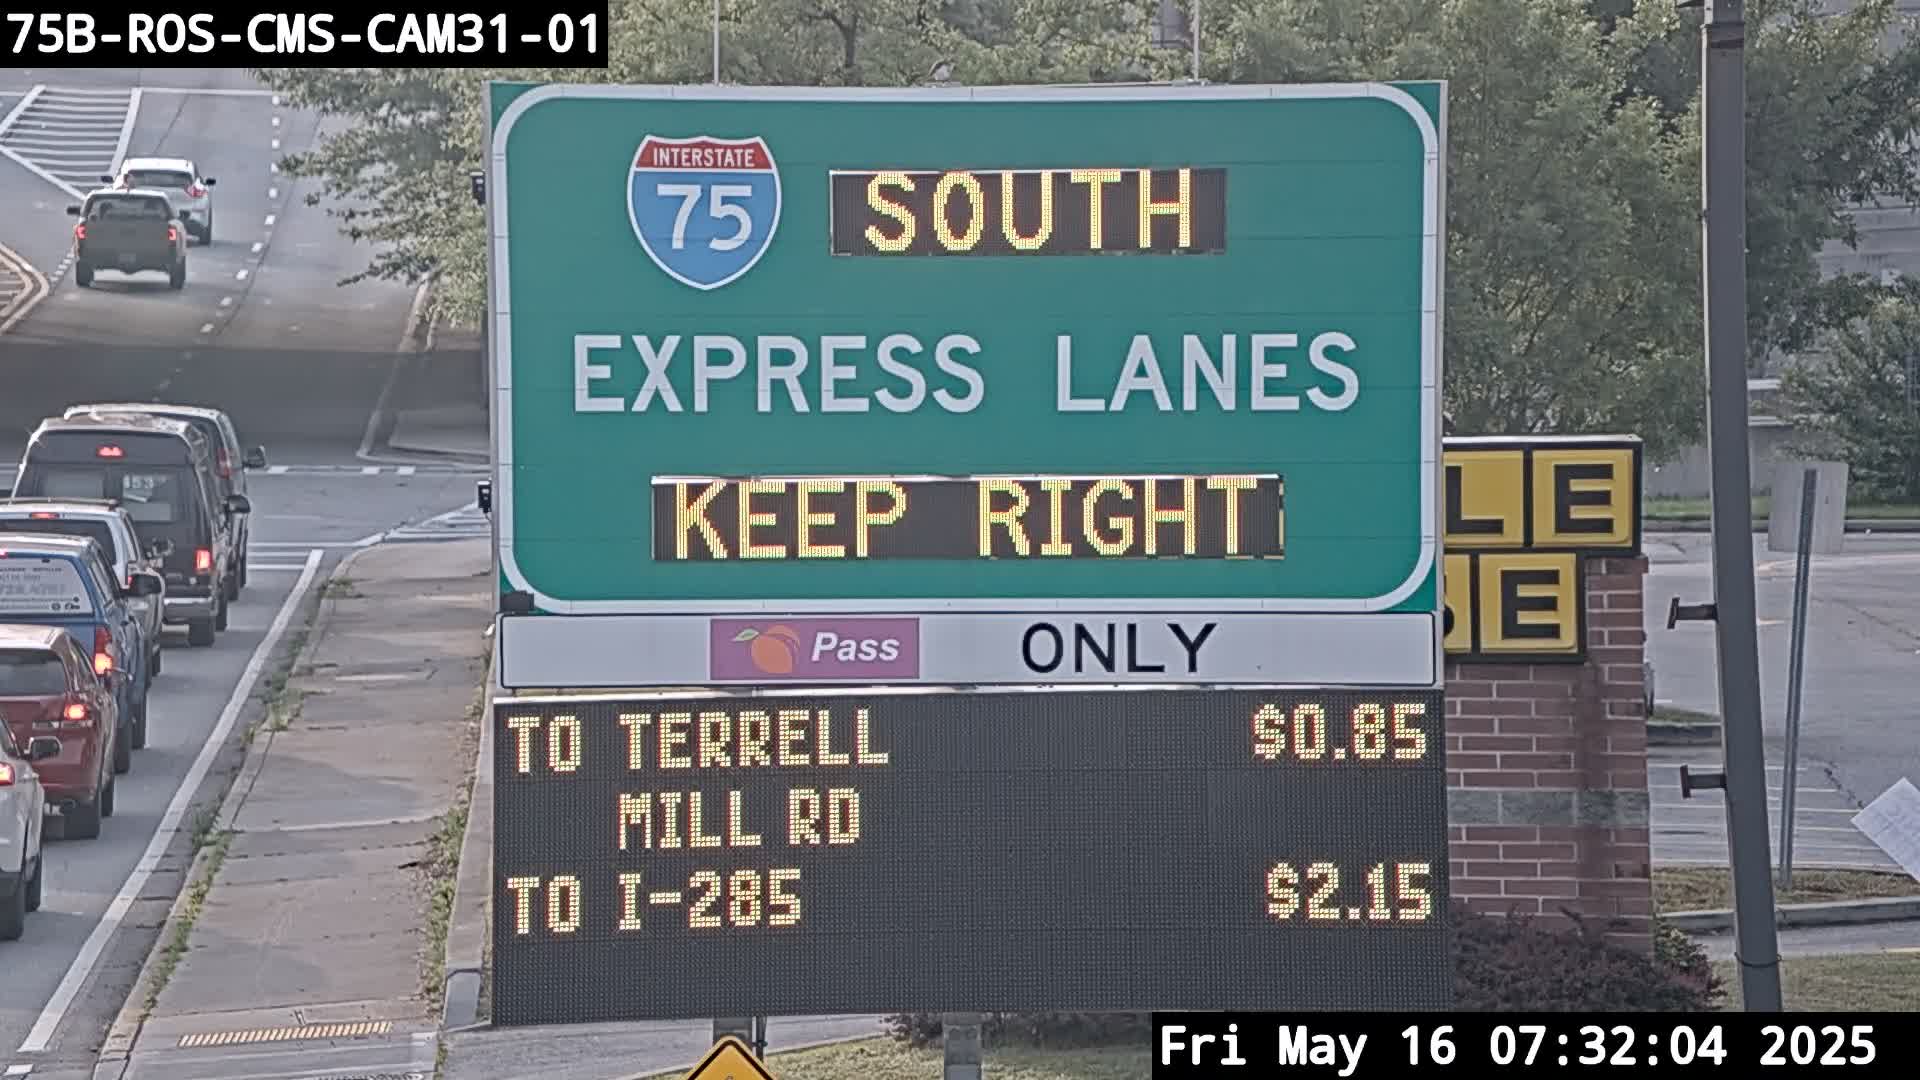 75B-ROS-CMS-CAM31-01
INTERSTATE
75
SOUTH
EXPRESS LANES
KEEP RIGHT
Pass ONLY
TO TERRELL $0.85
MILL RD
TO I-285 $2.15
LE
E
Fri May 16 07:32:04 2025